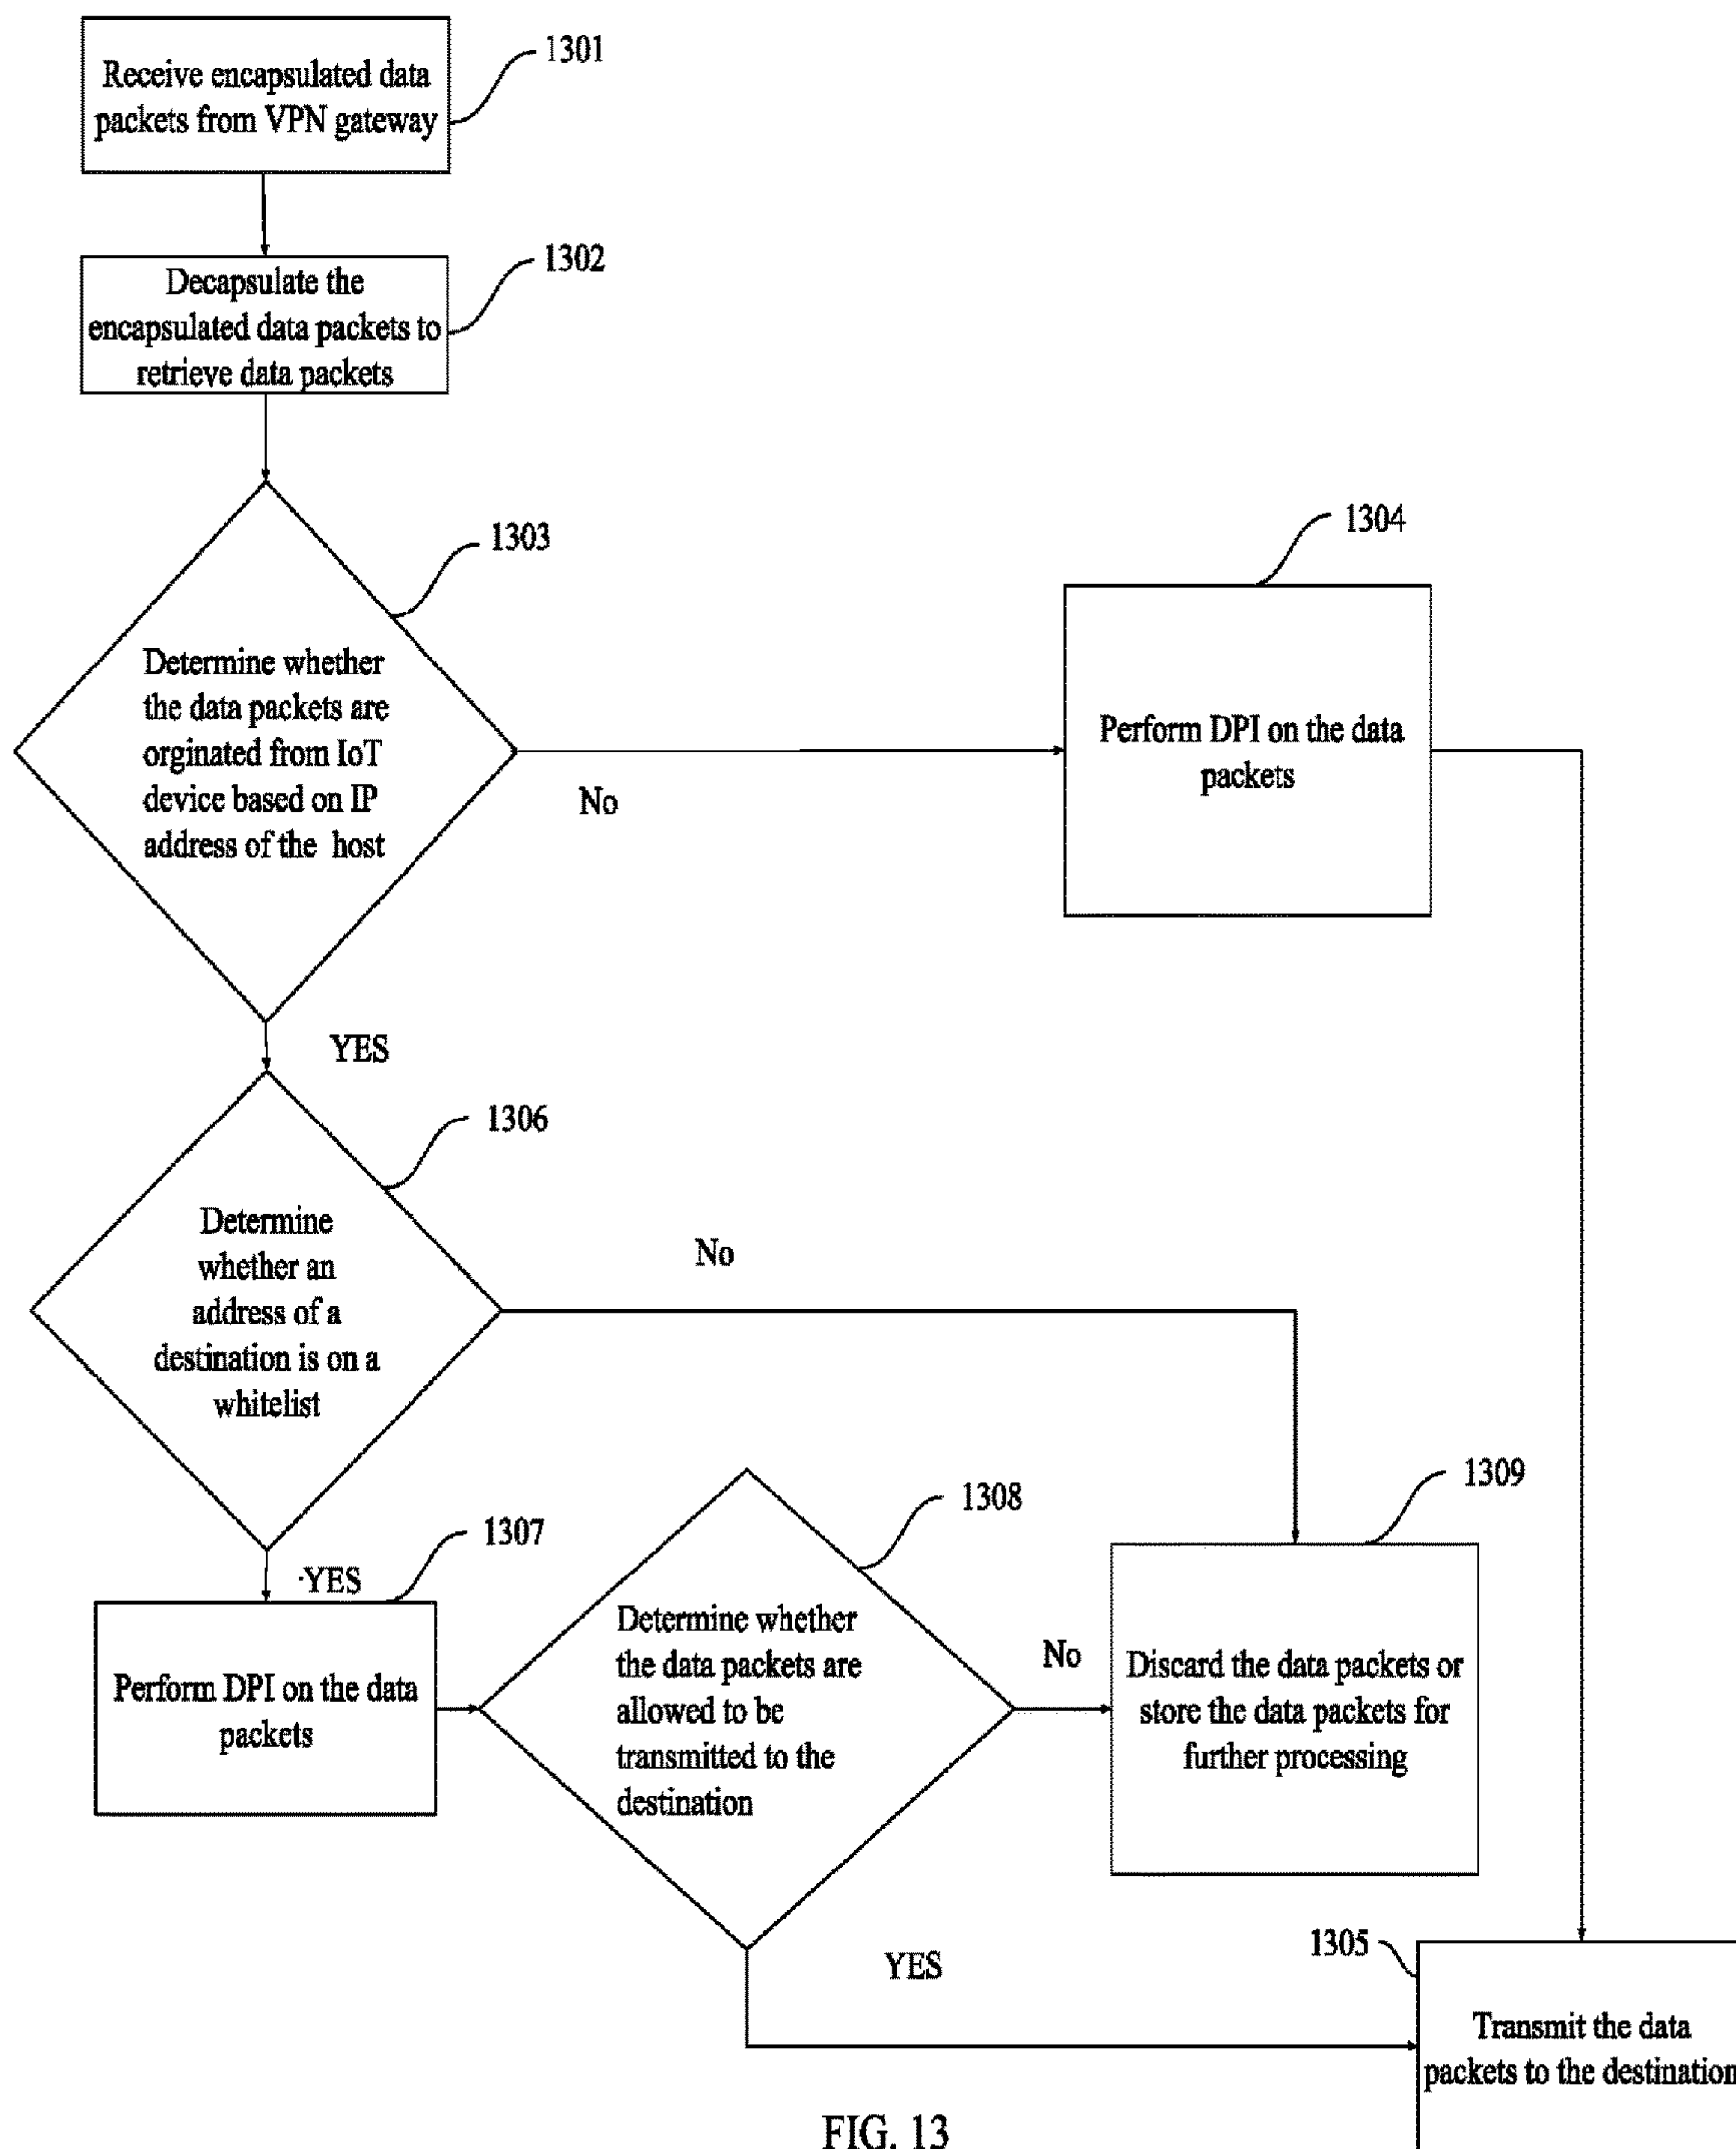 1301
Receive encapsulated data
packets from VPN gateway
1302
Decapsulate the
encapsulated data packets to
retrieve data packets
1303
Determine whether
the data packets are
orginated from IoT
device based on IP
address of the host
No
1304
Perform DPI on the data
packets
YES
1306
Determine
whether an
address of a
destination is on a
whitelist
No
YES
1307
Perform DPI on the data
packets
1308
Determine whether
the data packets are
allowed to be
transmitted to the
destination
No
1309
Discard the data packets or
store the data packets for
further processing
YES
1305
Transmit the data
packets to the destination
FIG. 13